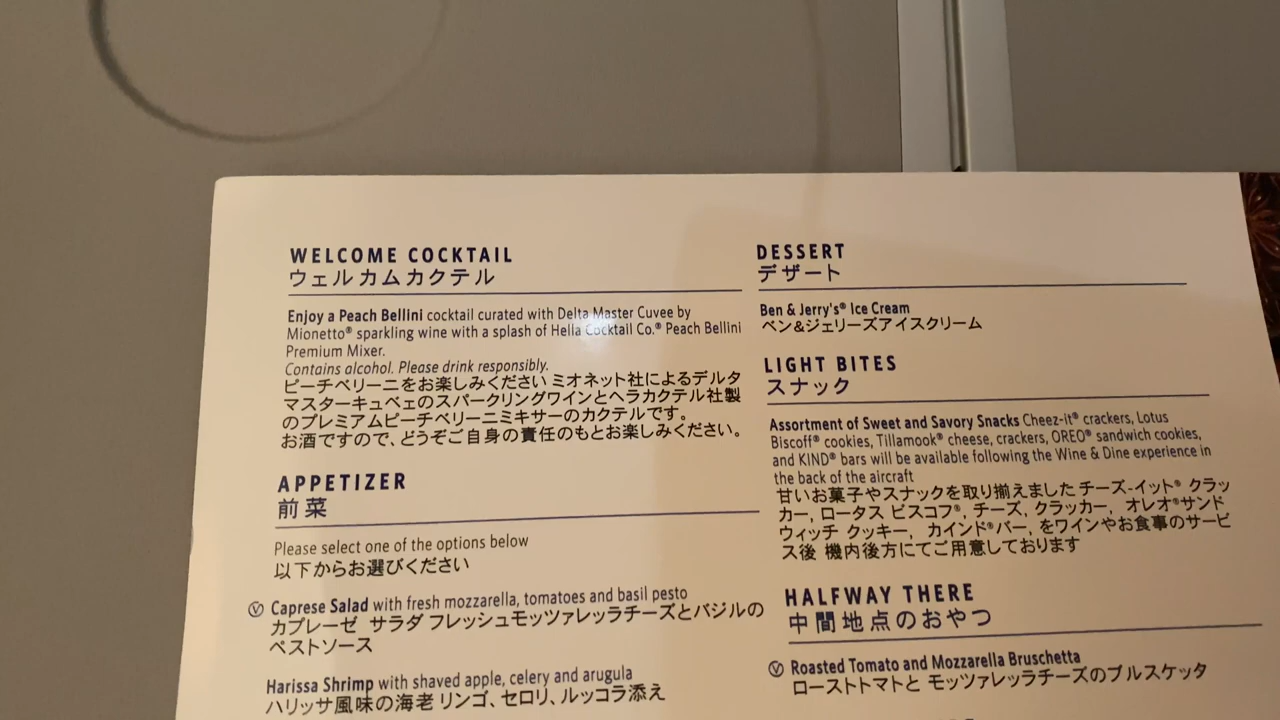 WELCOME COCKTAIL
ウェルカムカクテル
Enjoy a Peach Bellini cocktail curated with Delta Master Cuvee by
Mionetto® sparkling wine with a splash of Hella Cocktail Co.® Peach Bellini
Premium Mixer.
Contains alcohol. Please drink responsibly.
ピーチベリーニをお楽しみください ミオネット社によるデルタ
マスターキュベェのスパークリングワインとヘラカクテル社製
のプレミアムピーチベリーニミキサーのカクテルです。
お酒ですので、どうぞご自身の責任のもとお楽しみください。
APPETIZER
前菜
Please select one of the options below
以下からお選びください
Ⓥ Caprese Salad with fresh mozzarella, tomatoes and basil pesto
カプレーゼ サラダ フレッシュモッツァレッラチーズとバジルの
ペストソース
Harissa Shrimp with shaved apple, celery and arugula
ハリッサ風味の海老 リンゴ、セロリ、ルッコラ添え
DESSERT
デザート
Ben & Jerry's® Ice Cream
ベン&ジェリーズアイスクリーム
LIGHT BITES
スナック
Assortment of Sweet and Savory Snacks Cheez-it® crackers, Lotus
Biscoff® cookies, Tillamook® cheese, crackers, OREO® sandwich cookies,
and KIND® bars will be available following the Wine & Dine experience in
the back of the aircraft
甘いお菓子やスナックを取り揃えました チーズ-イット® クラッ
カー, ロータス ビスコフ®, チーズ, クラッカー, オレオ®サンド
ウィッチ クッキー, カインド®バー, をワインやお食事のサービ
ス後 機内後方にてご用意しております
HALFWAY THERE
中間地点のおやつ
Ⓥ Roasted Tomato and Mozzarella Bruschetta
ローストトマトと モッツァレッラチーズのブルスケッタ